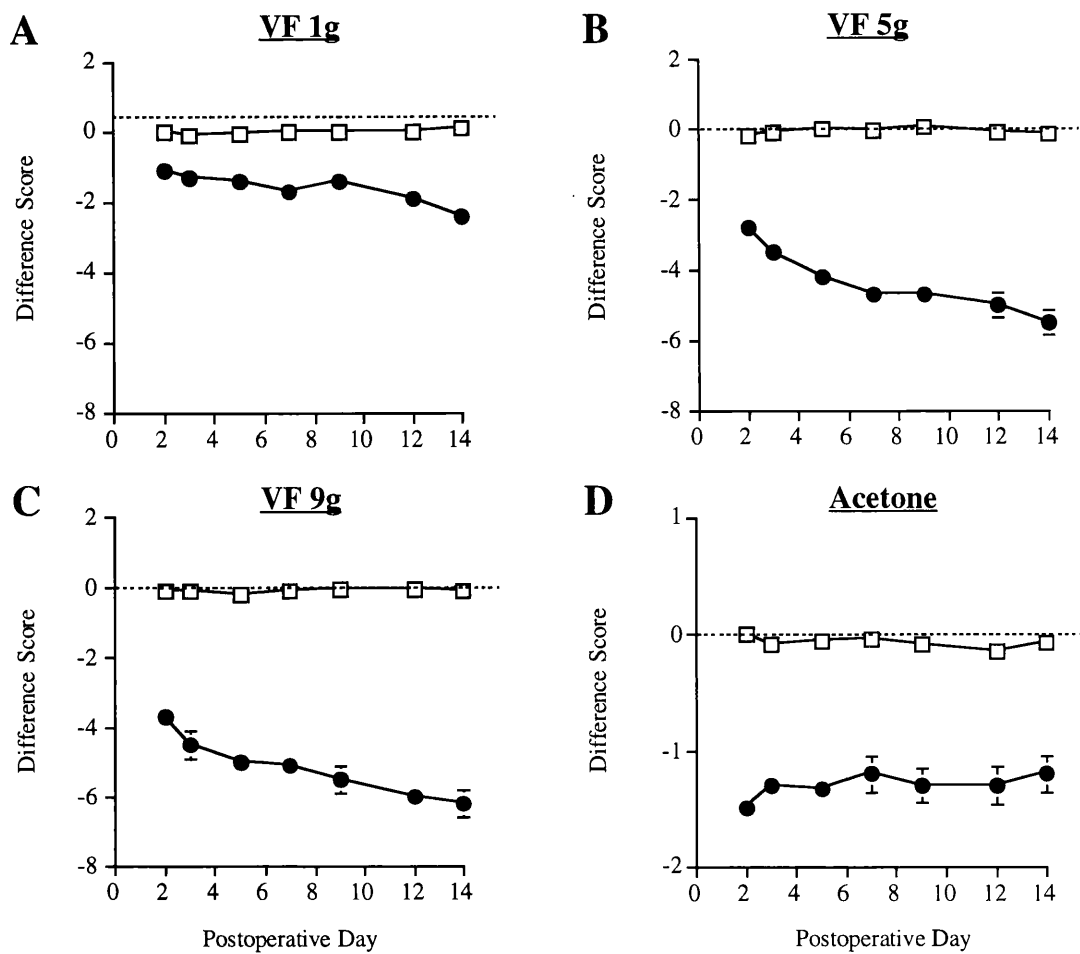 A
VF 1g
2
0
-2
-4
-6
-8
Difference Score
0 2 4 6 8 10 12 14
B
VF 5g
2
0
-2
-4
-6
-8
Difference Score
0 2 4 6 8 10 12 14
C
VF 9g
2
0
-2
-4
-6
-8
Difference Score
0 2 4 6 8 10 12 14
Postoperative Day
D
Acetone
1
0
-1
-2
Difference Score
0 2 4 6 8 10 12 14
Postoperative Day